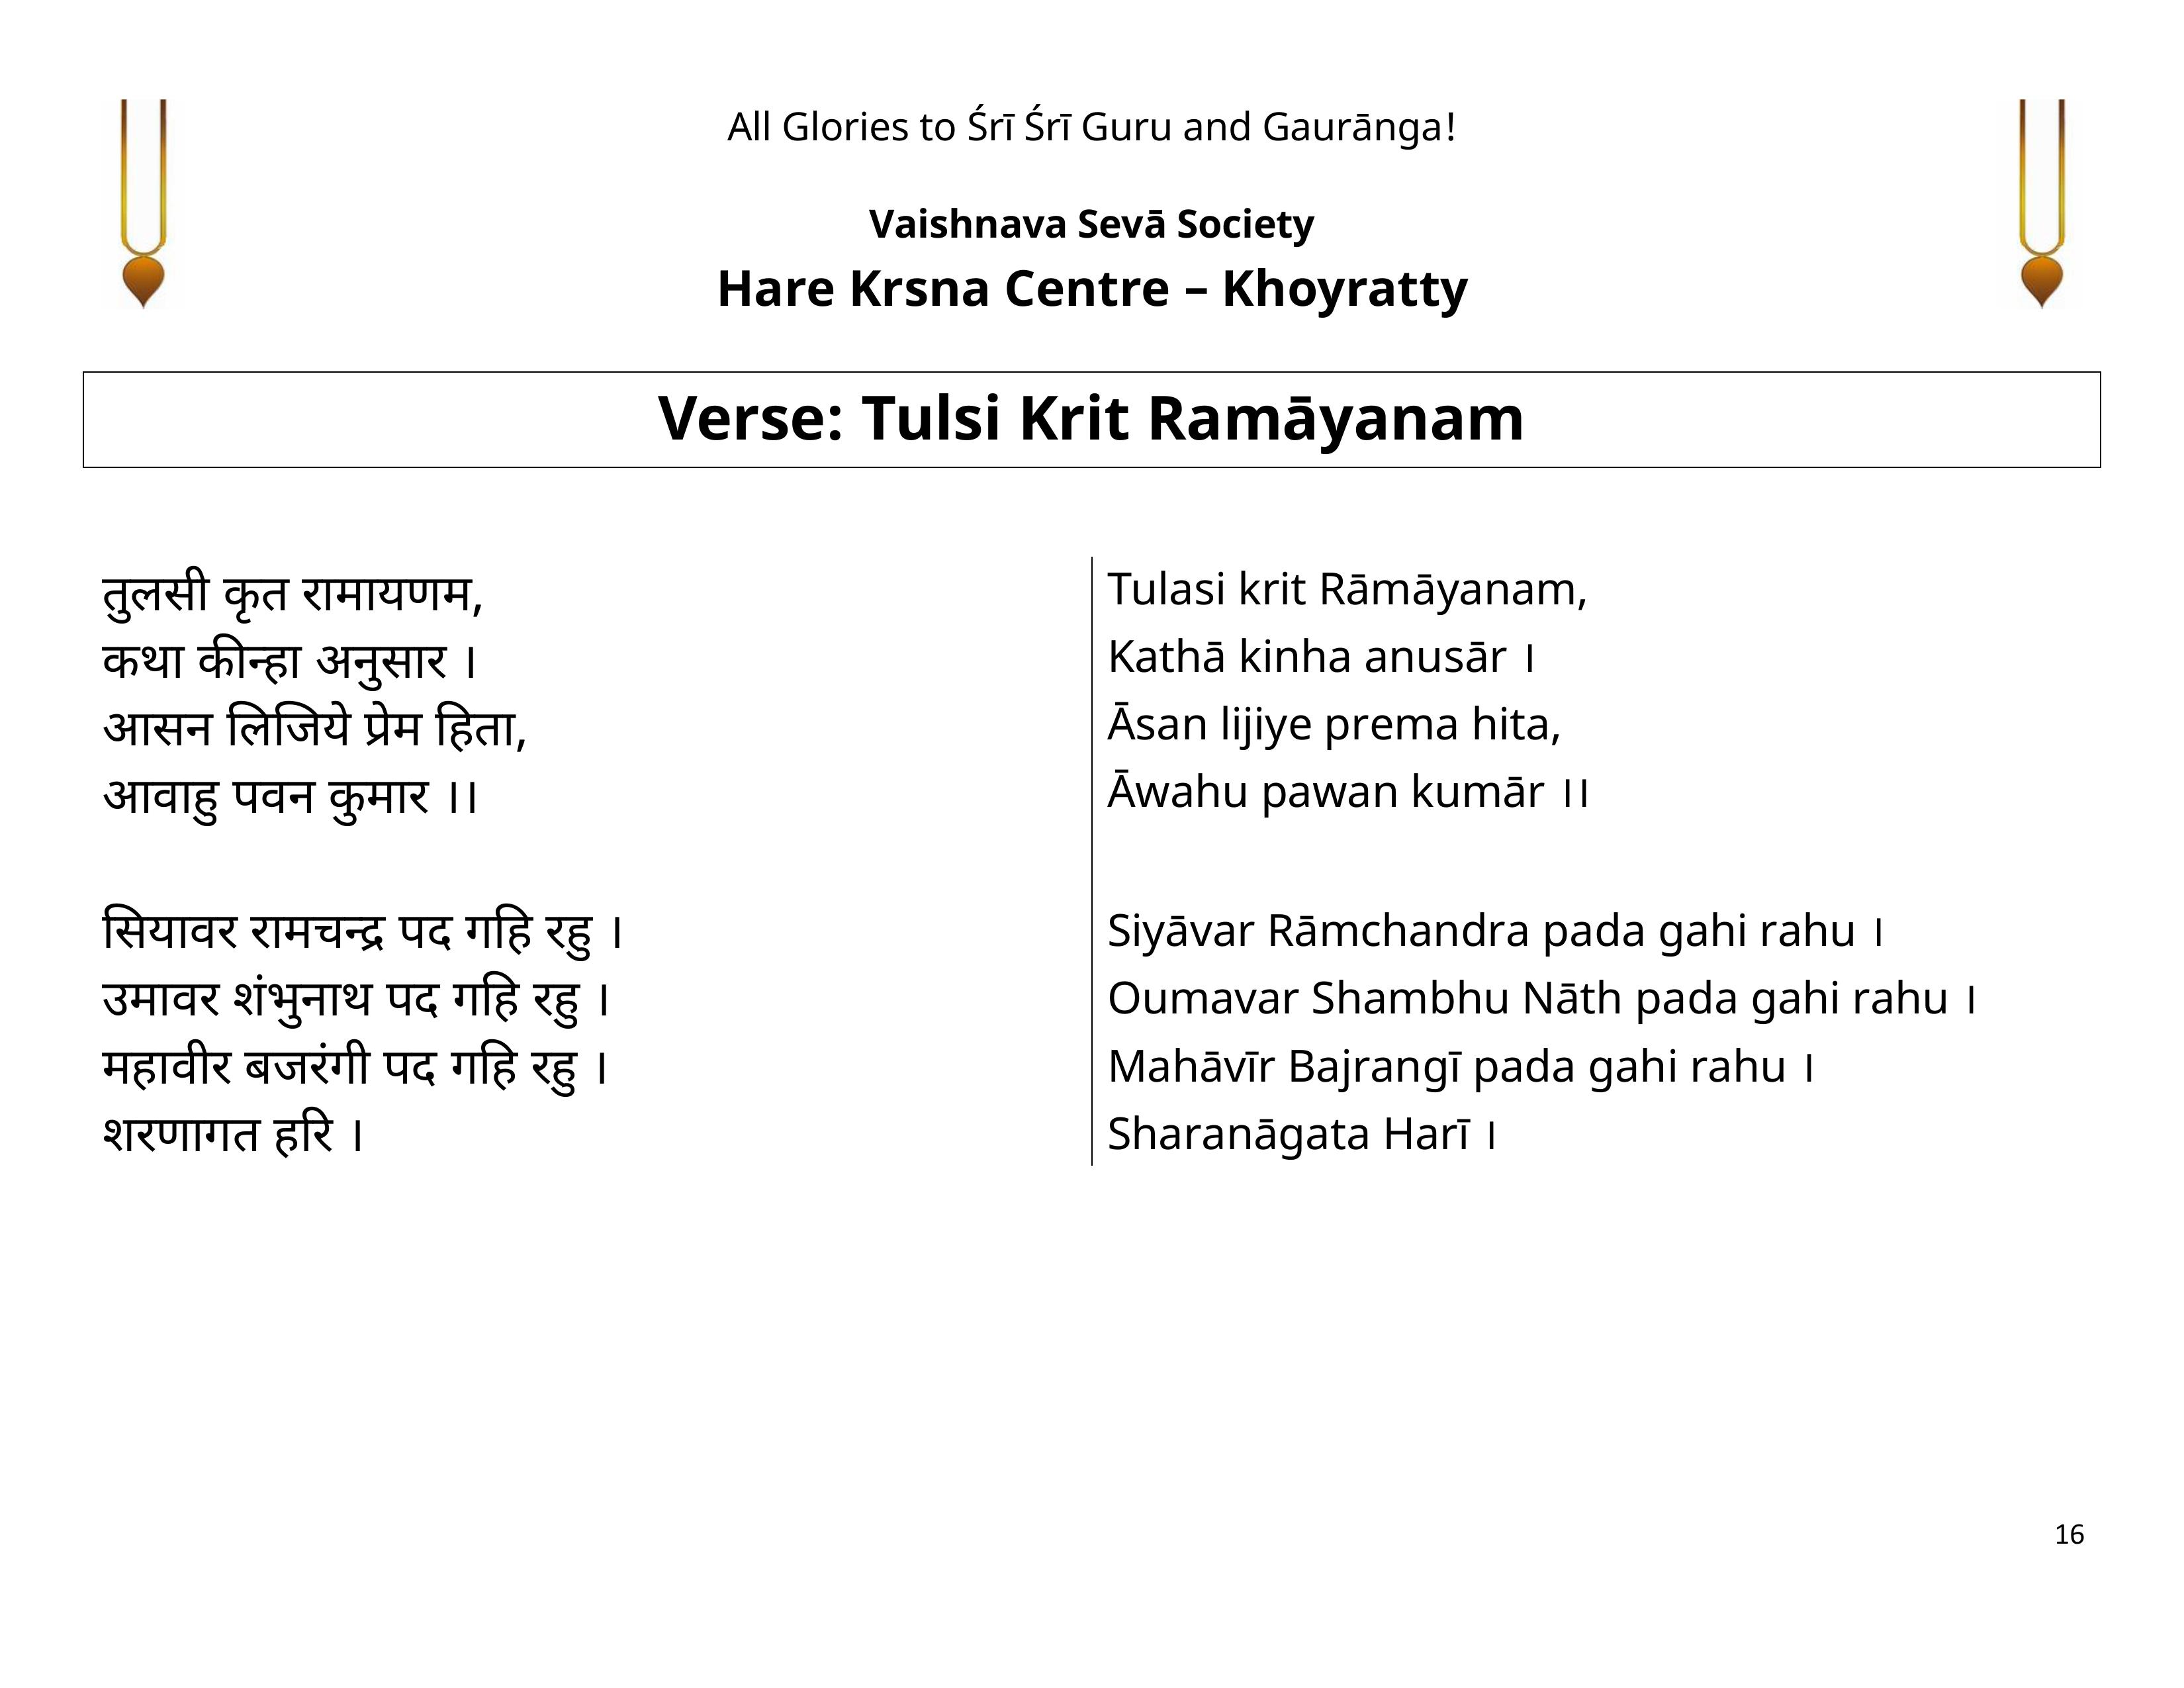 All Glories to Śrī Śrī Guru and Gaurānga!
Vaishnava Sevā Society
Hare Krsna Centre – Khoyratty
Verse: Tulsi Krit Ramāyanam
तुलसी कृत रामायणम,
कथा कीन्हा अनुसार ।
आसन लिजिये प्रेम हिता,
आवाहु पवन कुमार ।।
सियावर रामचन्द्र पद गहि रहु ।
उमावर शंभुनाथ पद गहि रहु ।
महावीर बजरंगी पद गहि रहु ।
शरणागत हरि ।
Tulasi krit Rāmāyanam,
Kathā kinha anusār ।
Āsan lijiye prema hita,
Āwahu pawan kumār ।।
Siyāvar Rāmchandra pada gahi rahu ।
Oumavar Shambhu Nāth pada gahi rahu ।
Mahāvīr Bajrangī pada gahi rahu ।
Sharanāgata Harī ।
16